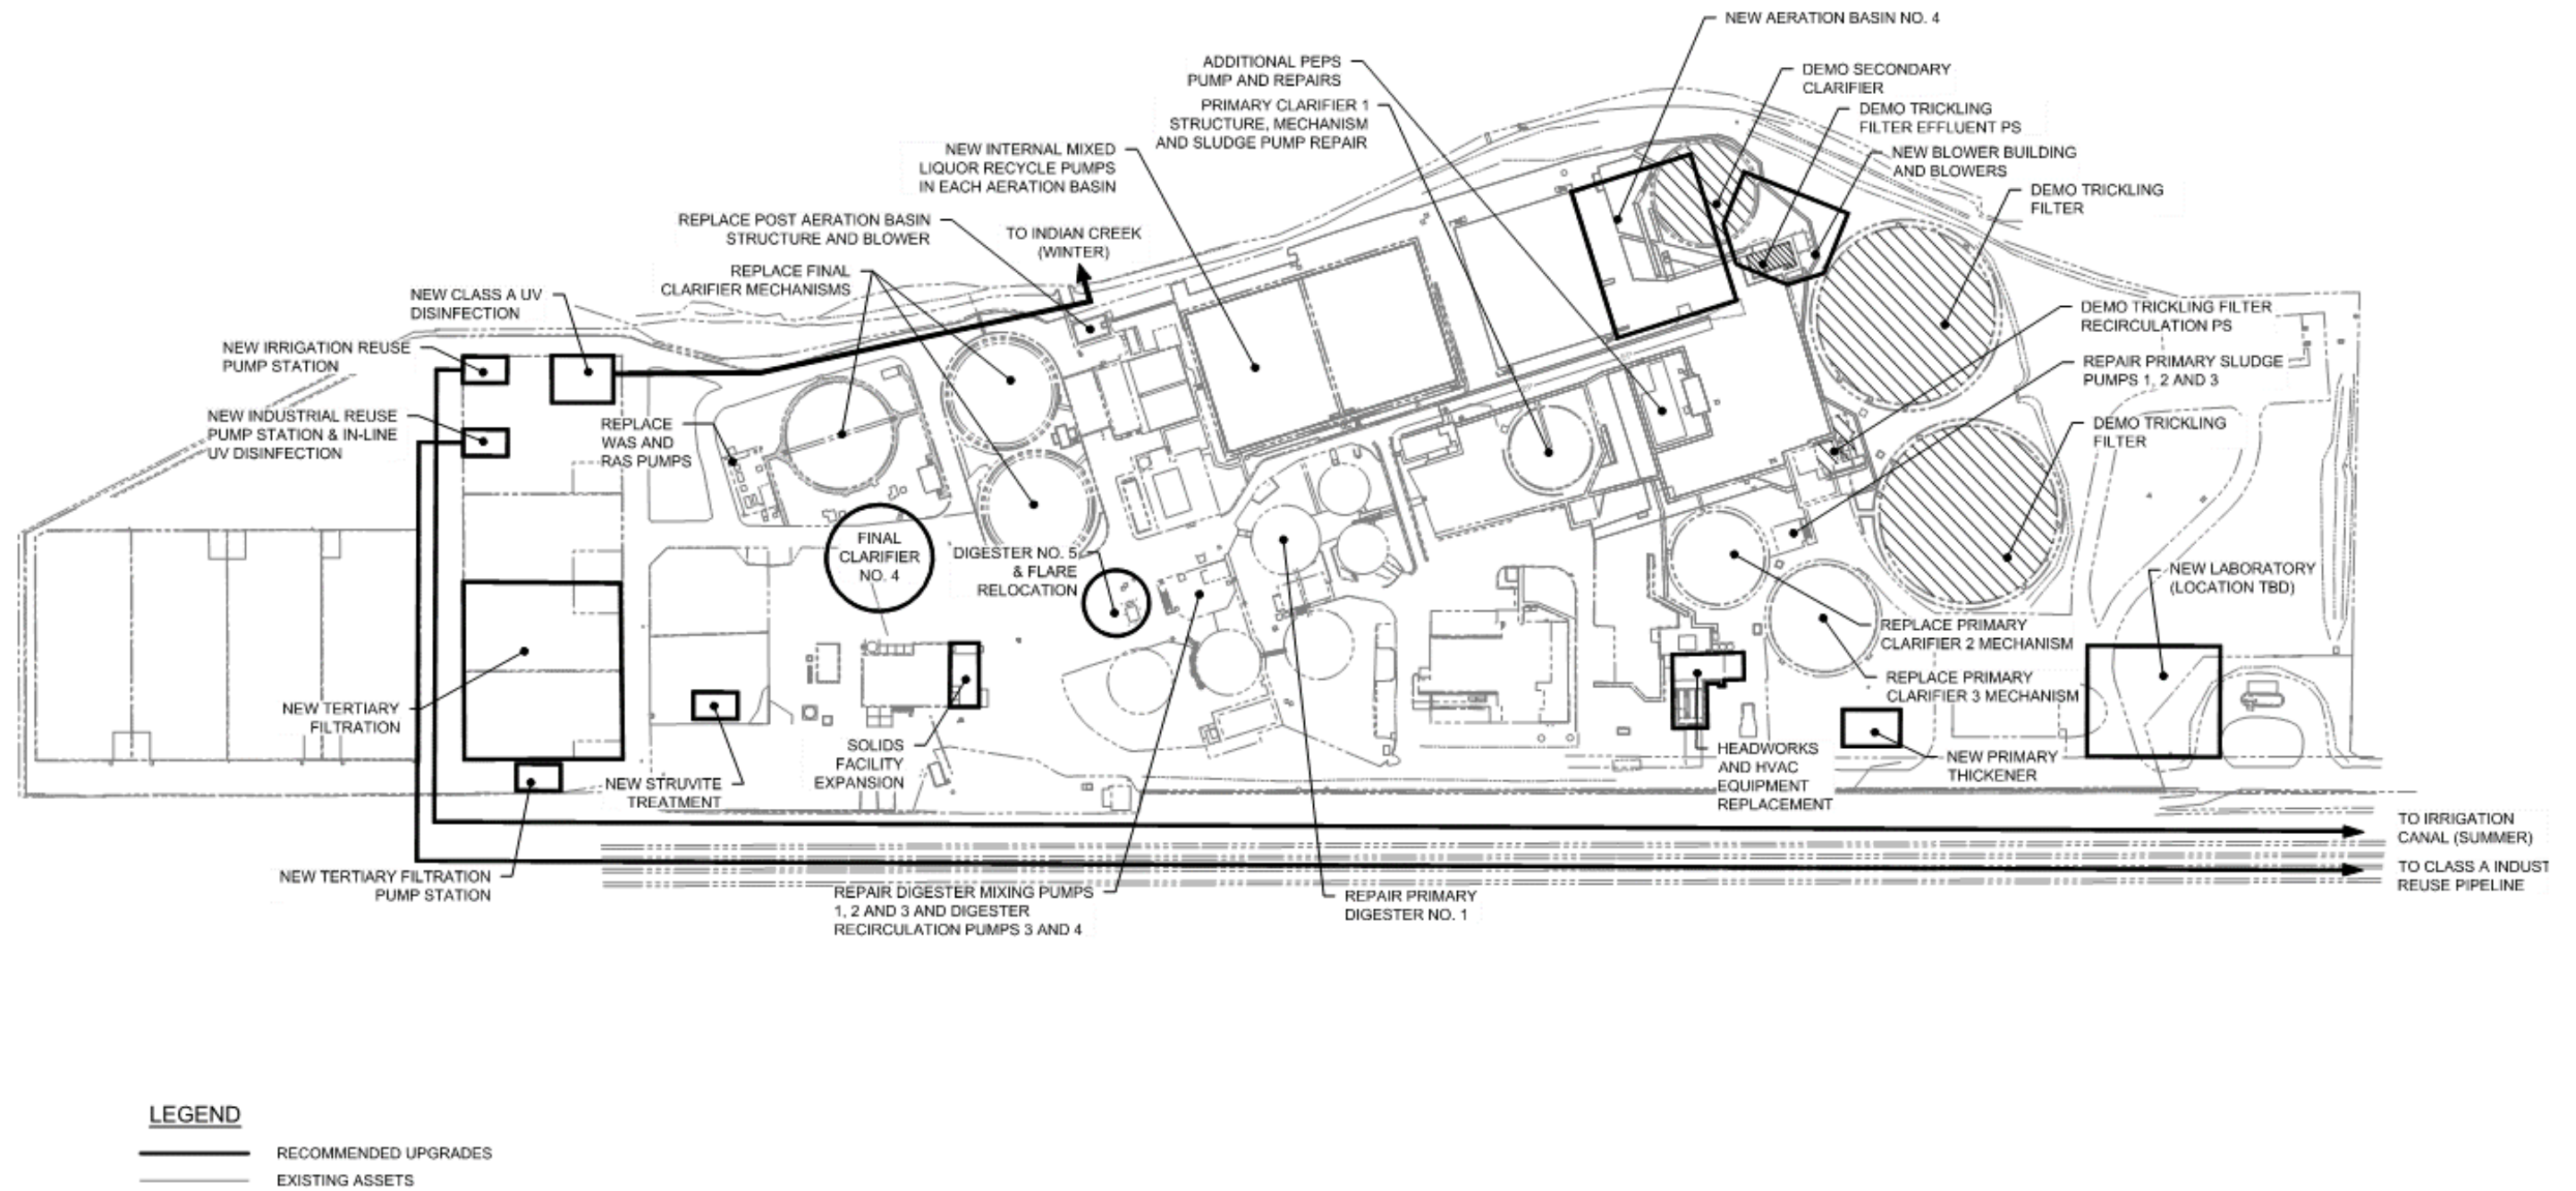 NEW AERATION BASIN NO. 4
ADDITIONAL PEPS
PUMP AND REPAIRS
DEMO SECONDARY
CLARIFIER
PRIMARY CLARIFIER 1
STRUCTURE, MECHANISM
AND SLUDGE PUMP REPAIR
DEMO TRICKLING
FILTER EFFLUENT PS
NEW INTERNAL MIXED
LIQUOR RECYCLE PUMPS
IN EACH AERATION BASIN
NEW BLOWER BUILDING
AND BLOWERS
DEMO TRICKLING
FILTER
REPLACE POST AERATION BASIN
STRUCTURE AND BLOWER
TO INDIAN CREEK
(WINTER)
REPLACE FINAL
CLARIFIER MECHANISMS
NEW CLASS A UV
DISINFECTION
DEMO TRICKLING FILTER
RECIRCULATION PS
NEW IRRIGATION REUSE
PUMP STATION
REPAIR PRIMARY SLUDGE
PUMPS 1, 2 AND 3
NEW INDUSTRIAL REUSE
PUMP STATION & IN-LINE
UV DISINFECTION
REPLACE
WAS AND
RAS PUMPS
DEMO TRICKLING
FILTER
FINAL
CLARIFIER
NO. 4
DIGESTER NO. 5
& FLARE
RELOCATION
NEW LABORATORY
(LOCATION TBD)
REPLACE PRIMARY
CLARIFIER 2 MECHANISM
REPLACE PRIMARY
CLARIFIER 3 MECHANISM
NEW TERTIARY
FILTRATION
SOLIDS
FACILITY
EXPANSION
HEADWORKS
AND HVAC
EQUIPMENT
REPLACEMENT
NEW PRIMARY
THICKENER
NEW STRUVITE
TREATMENT
TO IRRIGATION
CANAL (SUMMER)
TO CLASS A INDUST
REUSE PIPELINE
NEW TERTIARY FILTRATION
PUMP STATION
REPAIR DIGESTER MIXING PUMPS
1, 2 AND 3 AND DIGESTER
RECIRCULATION PUMPS 3 AND 4
REPAIR PRIMARY
DIGESTER NO. 1
LEGEND
RECOMMENDED UPGRADES
EXISTING ASSETS